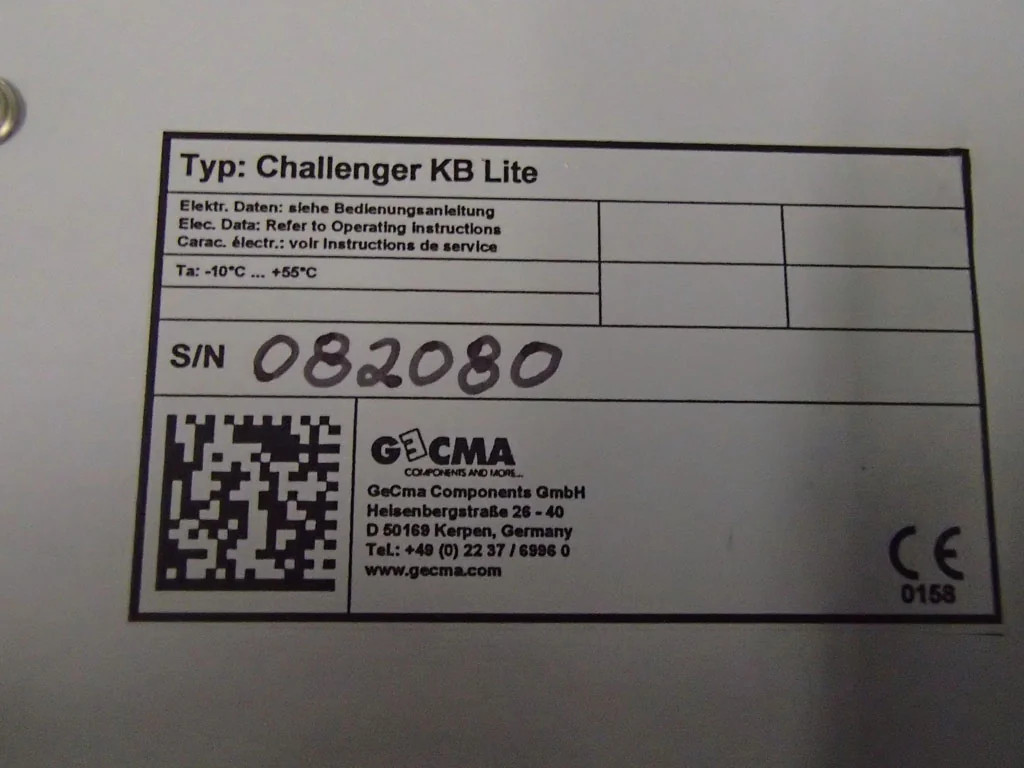 Typ: Challenger KB Lite
Elektr. Daten: siehe Bedienungsanleitung
Elec. Data: Refer to Operating Instructions
Carac. électr.: voir Instructions de service
Ta: -10°C ... +55°C
S/N 082080
GECMA
COMPONENTS AND MORE...
GeCma Components GmbH
Heisenbergstraße 26 - 40
D 50169 Kerpen, Germany
Tel.: +49 (0) 22 37 / 6996 0
www.gecma.com
CE
0158